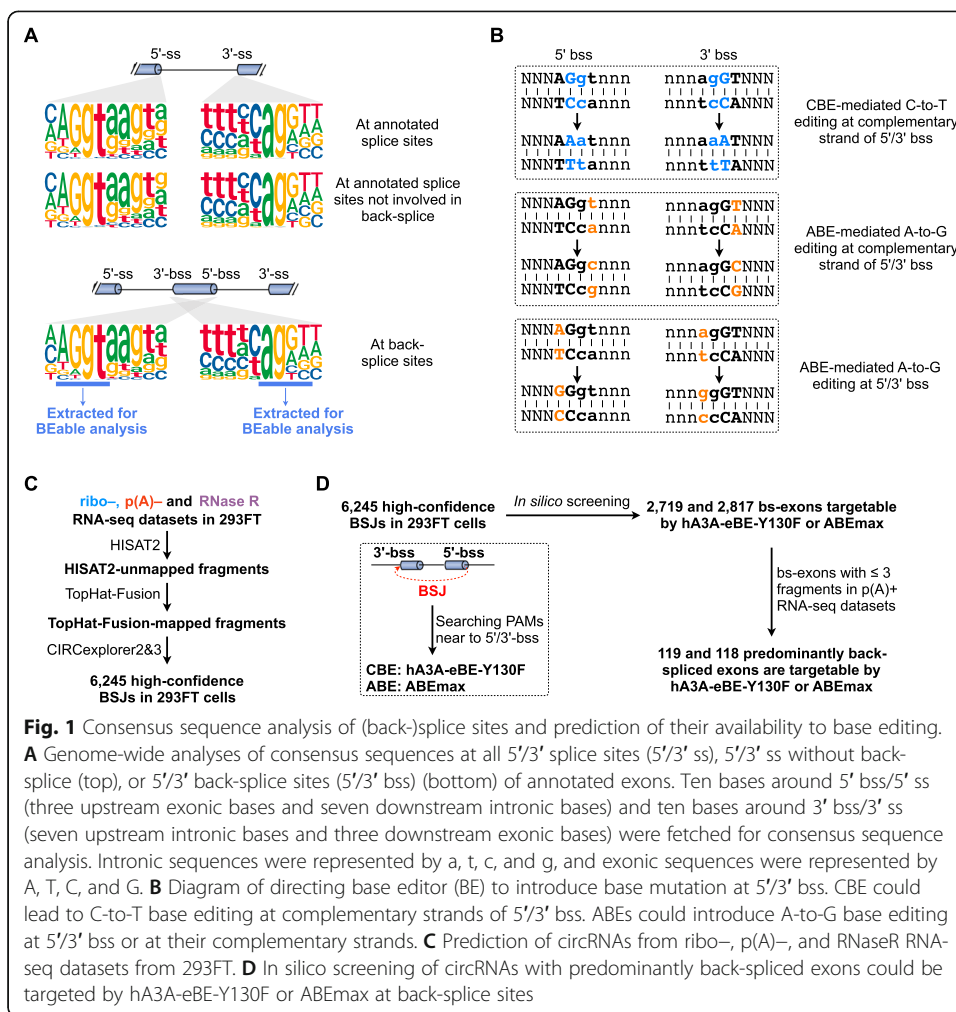 A
5'-ss 3'-ss
At annotated
splice sites
At annotated splice
sites not involved in
back-splice
5'-ss 3'-bss 5'-bss 3'-ss
At back-
splice sites
Extracted for
BEable analysis
Extracted for
BEable analysis
B
5' bss 3' bss
NNNAGgtnnn nnnagGTNNN
NNNTCcannn nnntcCANNN
NNNAAatnnn nnnaaATNNN
NNNTTtannn nnnttTANNN
CBE-mediated C-to-T
editing at complementary
strand of 5'/3' bss
NNNAGgtnnn nnnagGTNNN
NNNTCcannn nnntcCANNN
NNNAGgcnnn nnnagGCNNN
NNNTCcgnnn nnntcCGNNN
ABE-mediated A-to-G
editing at complementary
strand of 5'/3' bss
NNNAGgtnnn nnnagGTNNN
NNNTCcannn nnntcCANNN
NNNGGgtnnn nnnggGTNNN
NNNCCcannn nnnccCANNN
ABE-mediated A-to-G
editing at 5'/3' bss
C
ribo–, p(A)– and RNase R
RNA-seq datasets in 293FT
HISAT2
HISAT2-unmapped fragments
TopHat-Fusion
TopHat-Fusion-mapped fragments
CIRCexplorer2&3
6,245 high-confidence
BSJs in 293FT cells
D
6,245 high-confidence
BSJs in 293FT cells
In silico screening
2,719 and 2,817 bs-exons targetable
by hA3A-eBE-Y130F or ABEmax
3'-bss 5'-bss
BSJ
Searching PAMs
near to 5'/3'-bss
CBE: hA3A-eBE-Y130F
ABE: ABEmax
bs-exons with ≤ 3
fragments in p(A)+
RNA-seq datasets
119 and 118 predominantly back-
spliced exons are targetable by
hA3A-eBE-Y130F or ABEmax
Fig. 1 Consensus sequence analysis of (back-)splice sites and prediction of their availability to base editing.
A Genome-wide analyses of consensus sequences at all 5′/3′ splice sites (5′/3′ ss), 5′/3′ ss without back-
splice (top), or 5′/3′ back-splice sites (5′/3′ bss) (bottom) of annotated exons. Ten bases around 5′ bss/5′ ss
(three upstream exonic bases and seven downstream intronic bases) and ten bases around 3′ bss/3′ ss
(seven upstream intronic bases and three downstream exonic bases) were fetched for consensus sequence
analysis. Intronic sequences were represented by a, t, c, and g, and exonic sequences were represented by
A, T, C, and G. B Diagram of directing base editor (BE) to introduce base mutation at 5′/3′ bss. CBE could
lead to C-to-T base editing at complementary strands of 5′/3′ bss. ABEs could introduce A-to-G base editing
at 5′/3′ bss or at their complementary strands. C Prediction of circRNAs from ribo−, p(A)−, and RNaseR RNA-
seq datasets from 293FT. D In silico screening of circRNAs with predominantly back-spliced exons could be
targeted by hA3A-eBE-Y130F or ABEmax at back-splice sites